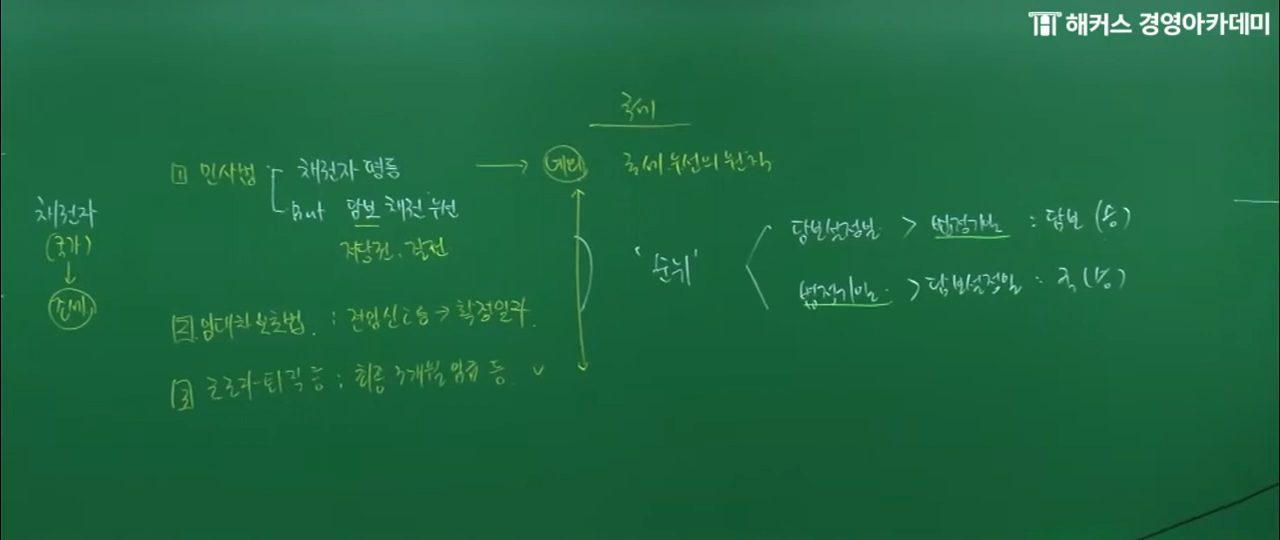 해커스 경영아카데미
국세
1 민사법 채권자 평등 → 예외 국세 우선의 원칙
But 담보 채권 우선
저당권, 질권
채권자
(국가)
↓
조세
'순위'
담보설정일 > 법정기일 : 담보 (등)
법정기일 > 담보설정일 : 국 (등)
2 임대차보호법 : 전입신고 등 → 확정일자
3 근로자퇴직 등 : 최종 3개월 임금 등 v